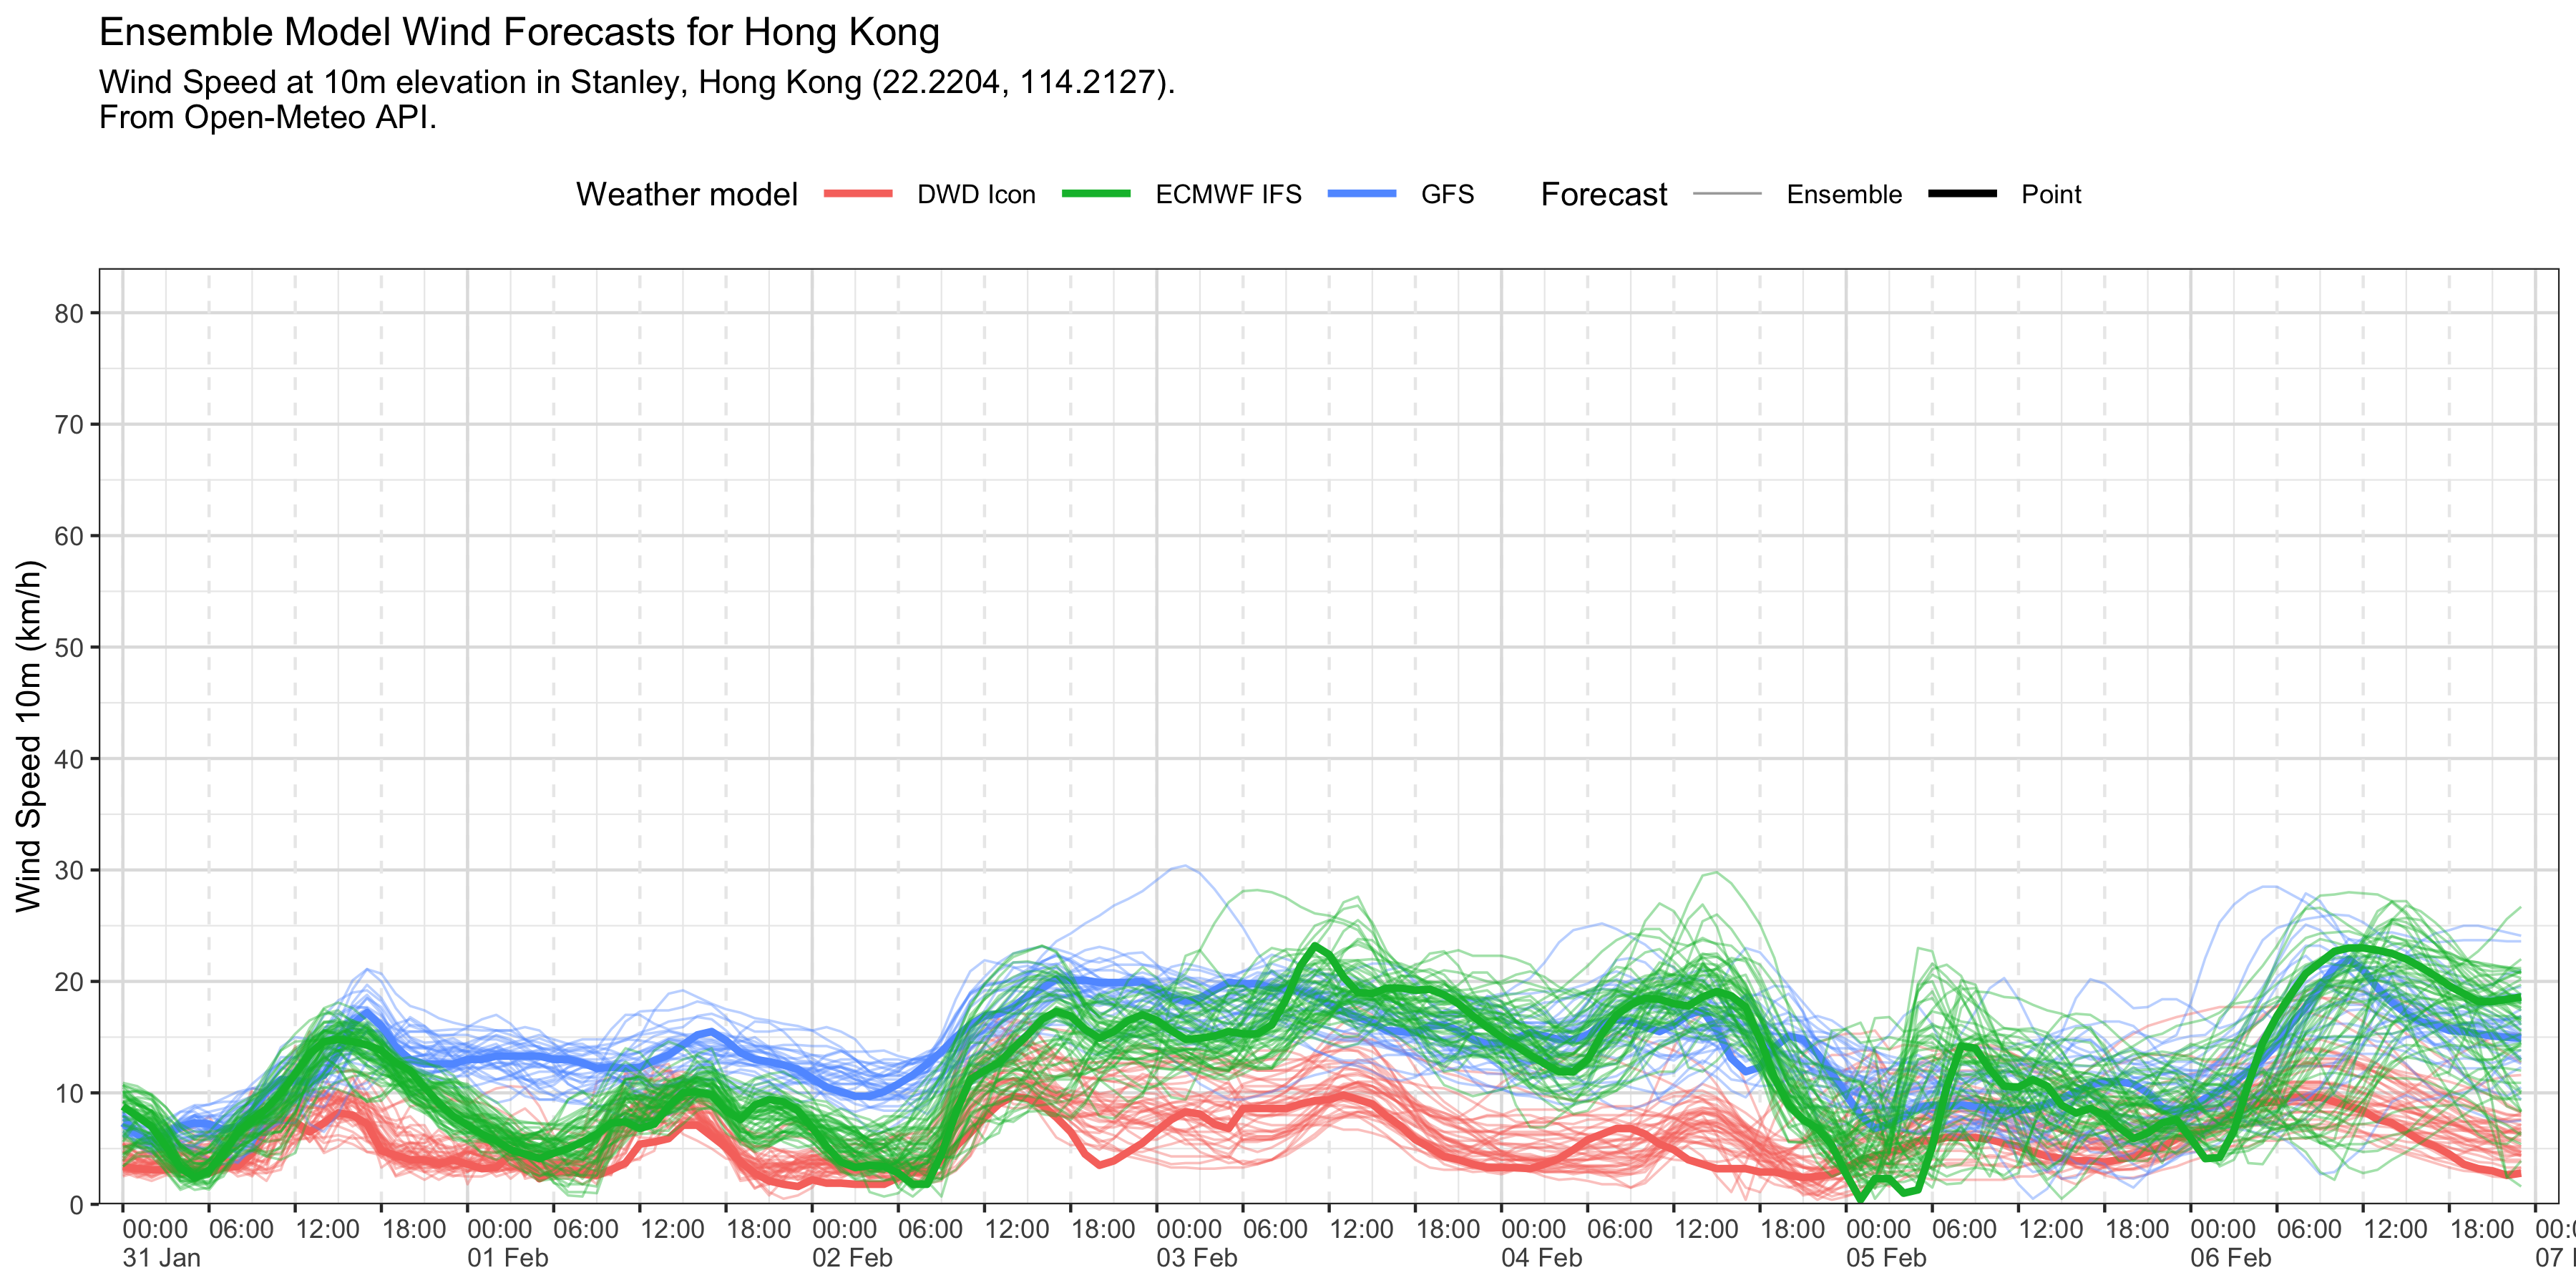 Ensemble Model Wind Forecasts for Hong Kong
Wind Speed at 10m elevation in Stanley, Hong Kong (22.2204, 114.2127).
From Open-Meteo API.
Weather model DWD Icon ECMWF IFS GFS Forecast Ensemble Point
Wind Speed 10m (km/h)
80
70
60
50
40
30
20
10
0
00:00 06:00 12:00 18:00 00:00 06:00 12:00 18:00 00:00 06:00 12:00 18:00 00:00 06:00 12:00 18:00 00:00 06:00 12:00 18:00 00:00 06:00 12:00 18:00 00:00 06:00 12:00 18:00 00:0
31 Jan 01 Feb 02 Feb 03 Feb 04 Feb 05 Feb 06 Feb 07